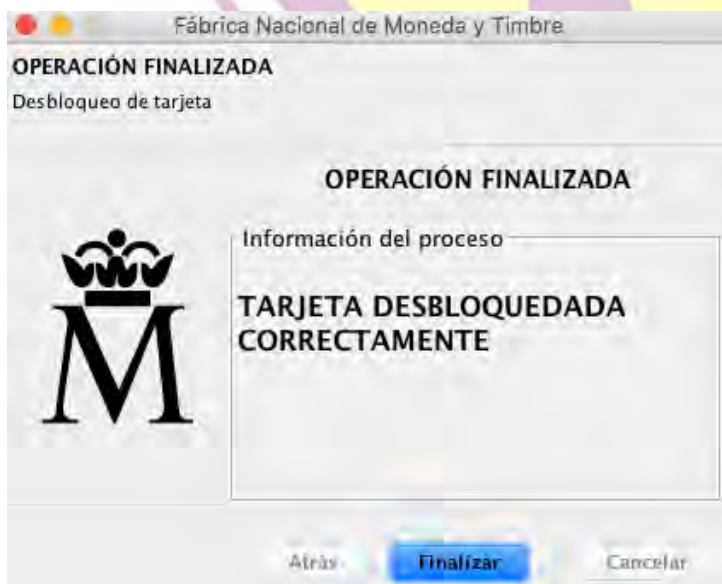 Fábrica Nacional de Moneda y Timbre
OPERACIÓN FINALIZADA
Desbloqueo de tarjeta
OPERACIÓN FINALIZADA
Información del proceso
TARJETA DESBLOQUEDADA
CORRECTAMENTE
M
Atrás Finalizar Cancelar